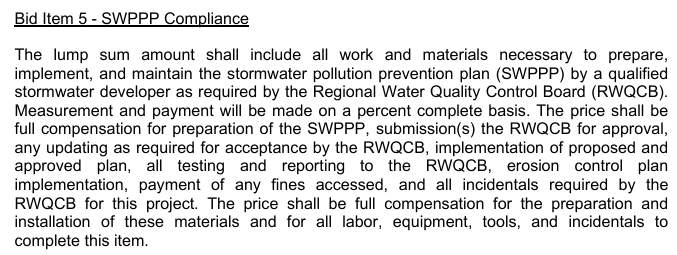 Bid Item 5 - SWPPP Compliance
The lump sum amount shall include all work and materials necessary to prepare,
implement, and maintain the stormwater pollution prevention plan (SWPPP) by a qualified
stormwater developer as required by the Regional Water Quality Control Board (RWQCB).
Measurement and payment will be made on a percent complete basis. The price shall be
full compensation for preparation of the SWPPP, submission(s) the RWQCB for approval,
any updating as required for acceptance by the RWQCB, implementation of proposed and
approved plan, all testing and reporting to the RWQCB, erosion control plan
implementation, payment of any fines accessed, and all incidentals required by the
RWQCB for this project. The price shall be full compensation for the preparation and
installation of these materials and for all labor, equipment, tools, and incidentals to
complete this item.